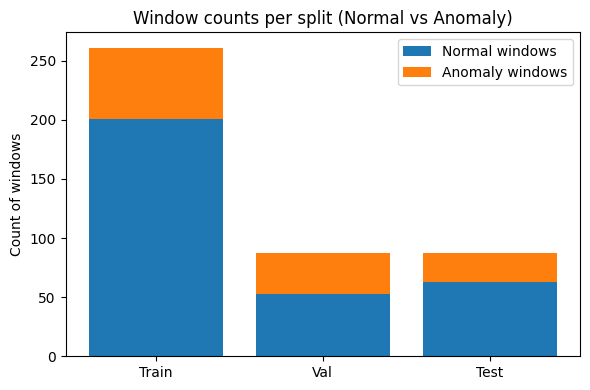 Window counts per split (Normal vs Anomaly)
Normal windows
Anomaly windows
Count of windows
250
200
150
100
50
0
Train
Val
Test